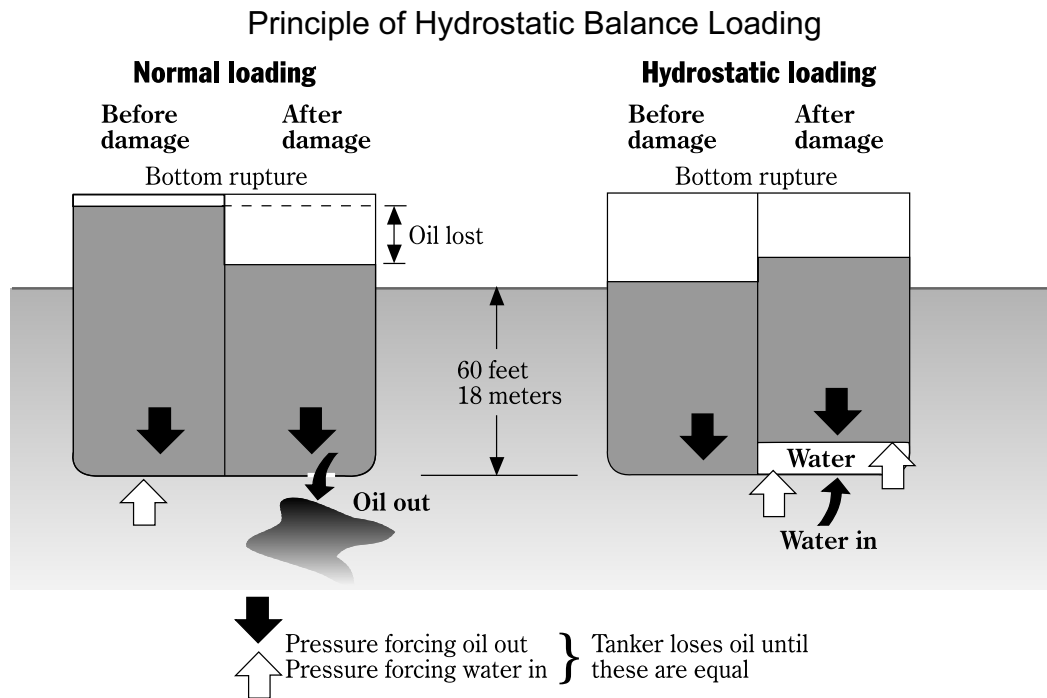 Principle of Hydrostatic Balance Loading
Normal loading
Before
damage
After
damage
Bottom rupture
Oil lost
Oil out
60 feet
18 meters
Hydrostatic loading
Before
damage
After
damage
Bottom rupture
Water
Water in
Pressure forcing oil out
Pressure forcing water in
} Tanker loses oil until
these are equal